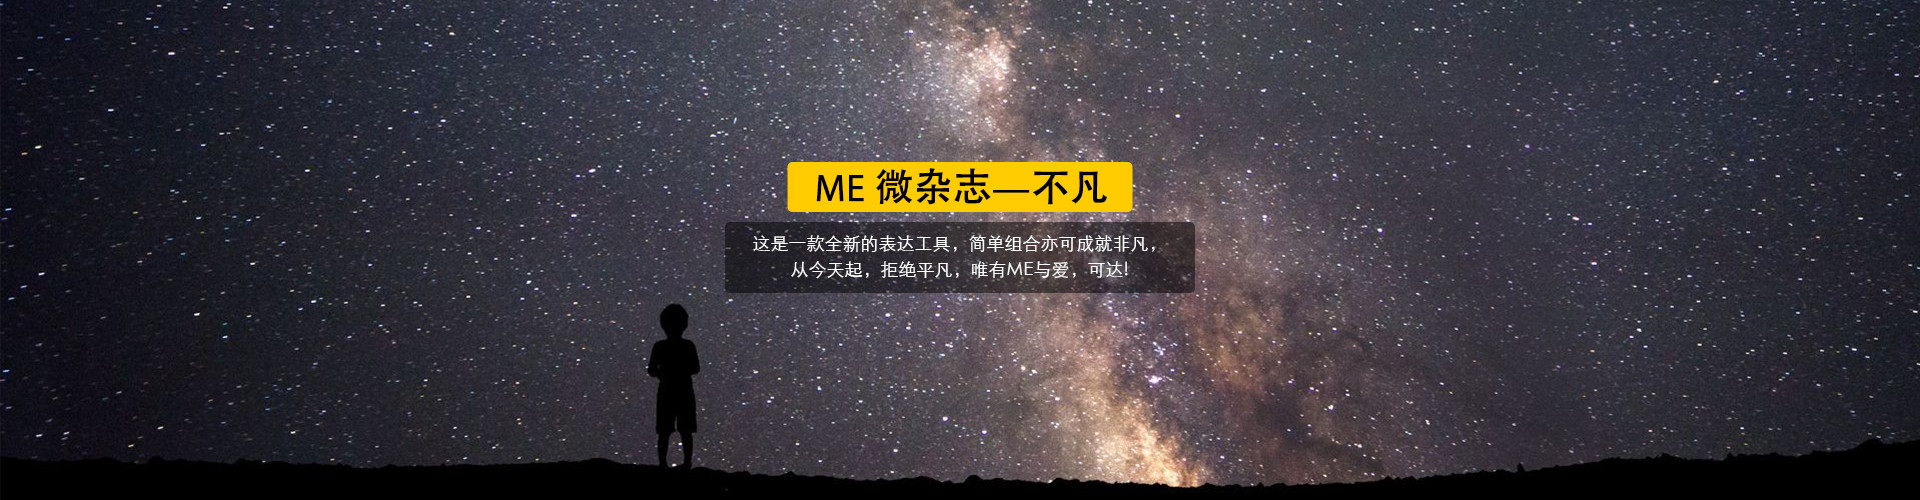 ME 微杂志—不凡
这是一款全新的表达工具，简单组合亦可成就非凡，
从今天起，拒绝平凡，唯有ME与爱，可达!